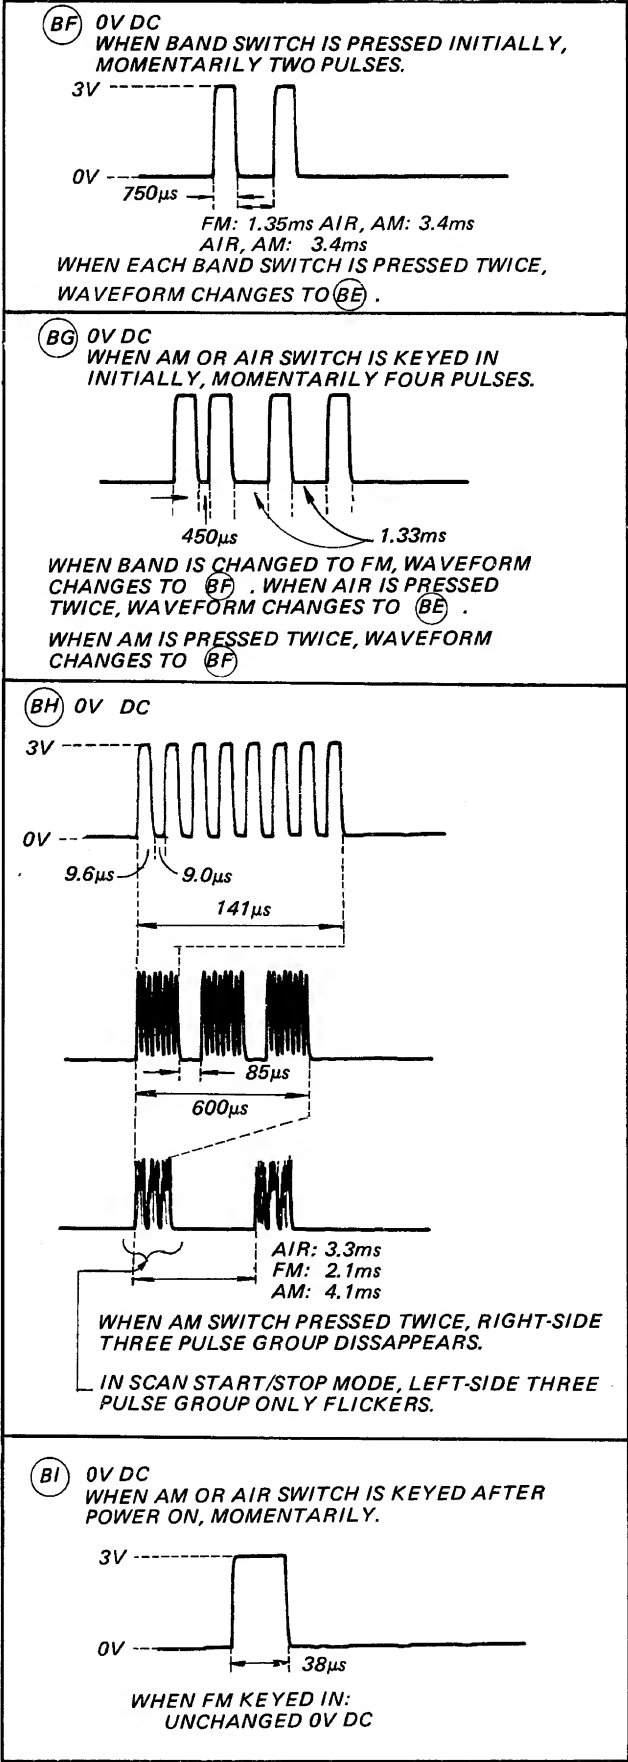 BF 0V DC
WHEN BAND SWITCH IS PRESSED INITIALLY,
MOMENTARILY TWO PULSES.
3V
0V
750µs
FM: 1.35ms AIR, AM: 3.4ms
AIR, AM: 3.4ms
WHEN EACH BAND SWITCH IS PRESSED TWICE,
WAVEFORM CHANGES TO BE .
BG 0V DC
WHEN AM OR AIR SWITCH IS KEYED IN
INITIALLY, MOMENTARILY FOUR PULSES.
450µs
1.33ms
WHEN BAND IS CHANGED TO FM, WAVEFORM
CHANGES TO BF . WHEN AIR IS PRESSED
TWICE, WAVEFORM CHANGES TO BE .
WHEN AM IS PRESSED TWICE, WAVEFORM
CHANGES TO BF
BH 0V DC
3V
0V
9.6µs
9.0µs
141µs
85µs
600µs
AIR: 3.3ms
FM: 2.1ms
AM: 4.1ms
WHEN AM SWITCH PRESSED TWICE, RIGHT-SIDE
THREE PULSE GROUP DISSAPPEARS.
IN SCAN START/STOP MODE, LEFT-SIDE THREE
PULSE GROUP ONLY FLICKERS.
BI 0V DC
WHEN AM OR AIR SWITCH IS KEYED AFTER
POWER ON, MOMENTARILY.
3V
0V
38µs
WHEN FM KEYED IN:
UNCHANGED 0V DC